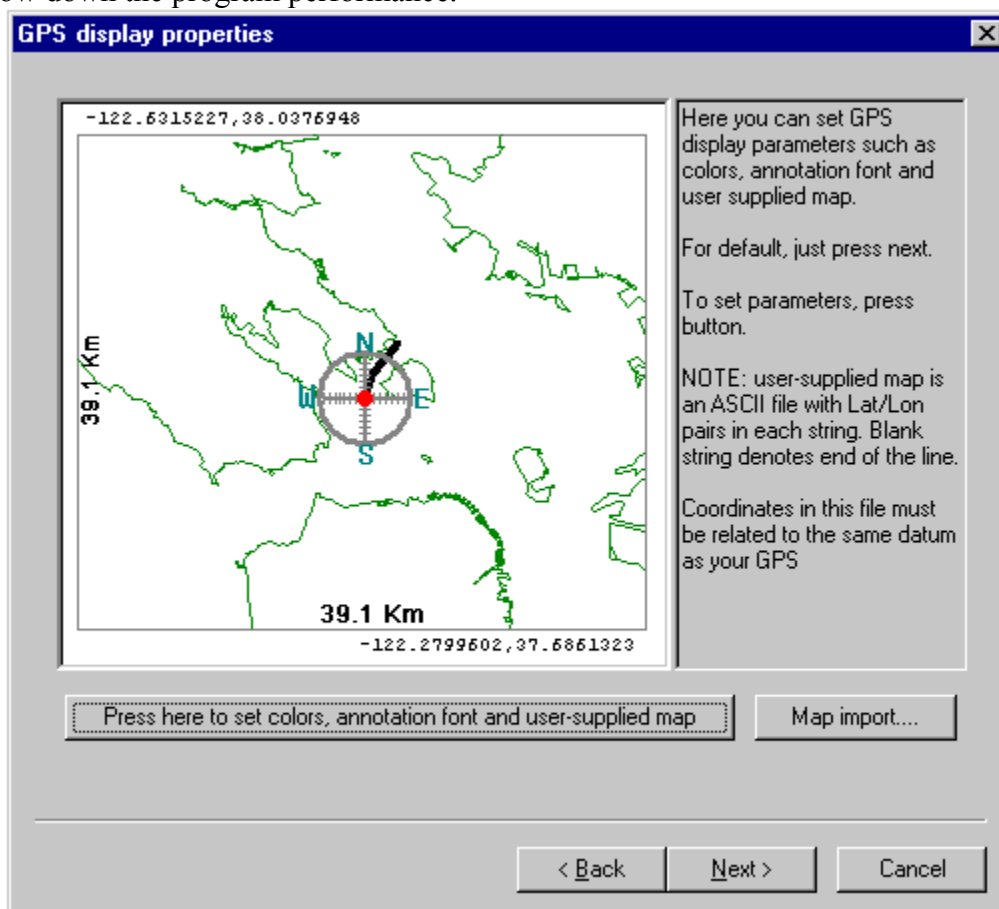 ow down the program performance.
GPS display properties
-122.6315227,38.0376948
39.1 Km
N
W
E
S
39.1 Km
-122.2799602,37.6861323
Here you can set GPS
display parameters such as
colors, annotation font and
user supplied map.
For default, just press next.
To set parameters, press
button.
NOTE: user-supplied map is
an ASCII file with Lat/Lon
pairs in each string. Blank
string denotes end of the line.
Coordinates in this file must
be related to the same datum
as your GPS
Press here to set colors, annotation font and user-supplied map
Map import....
< Back
Next >
Cancel